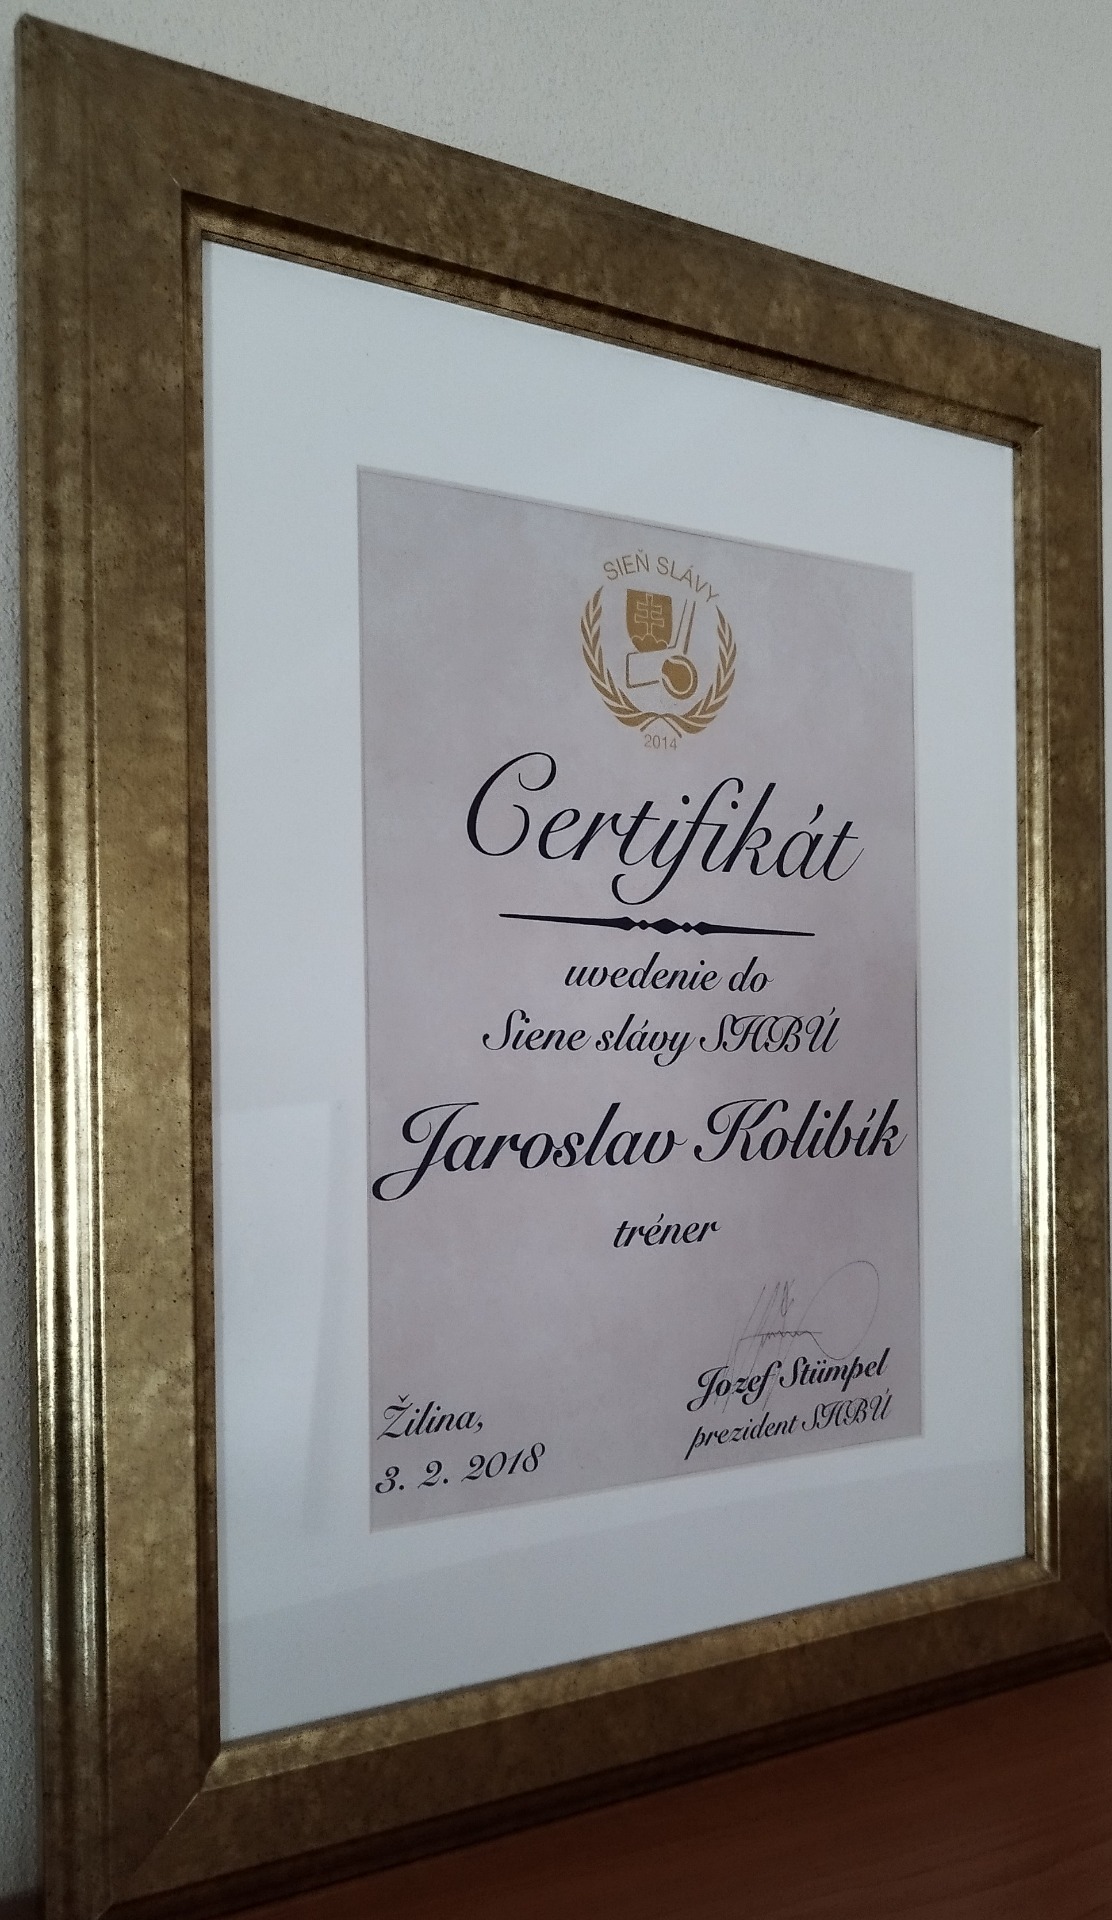 SIEŇ SLÁVY
2014
Certifikát
uvedenie do
Siene slávy SHBÚ
Jaroslav Kolibík
tréner
Jozef Stümpel
prezident SHBÚ
Žilina,
3. 2. 2018